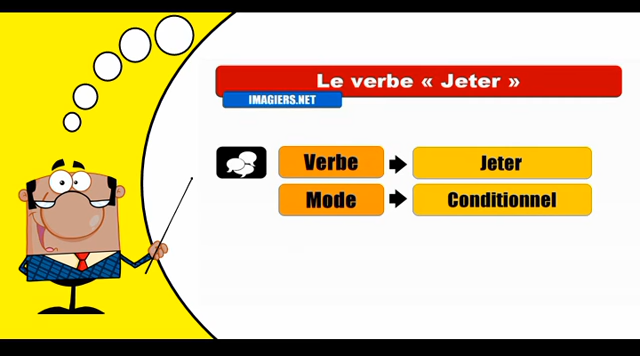 Le verbe « Jeter »
IMAGIERS.NET
Verbe Jeter
Mode Conditionnel